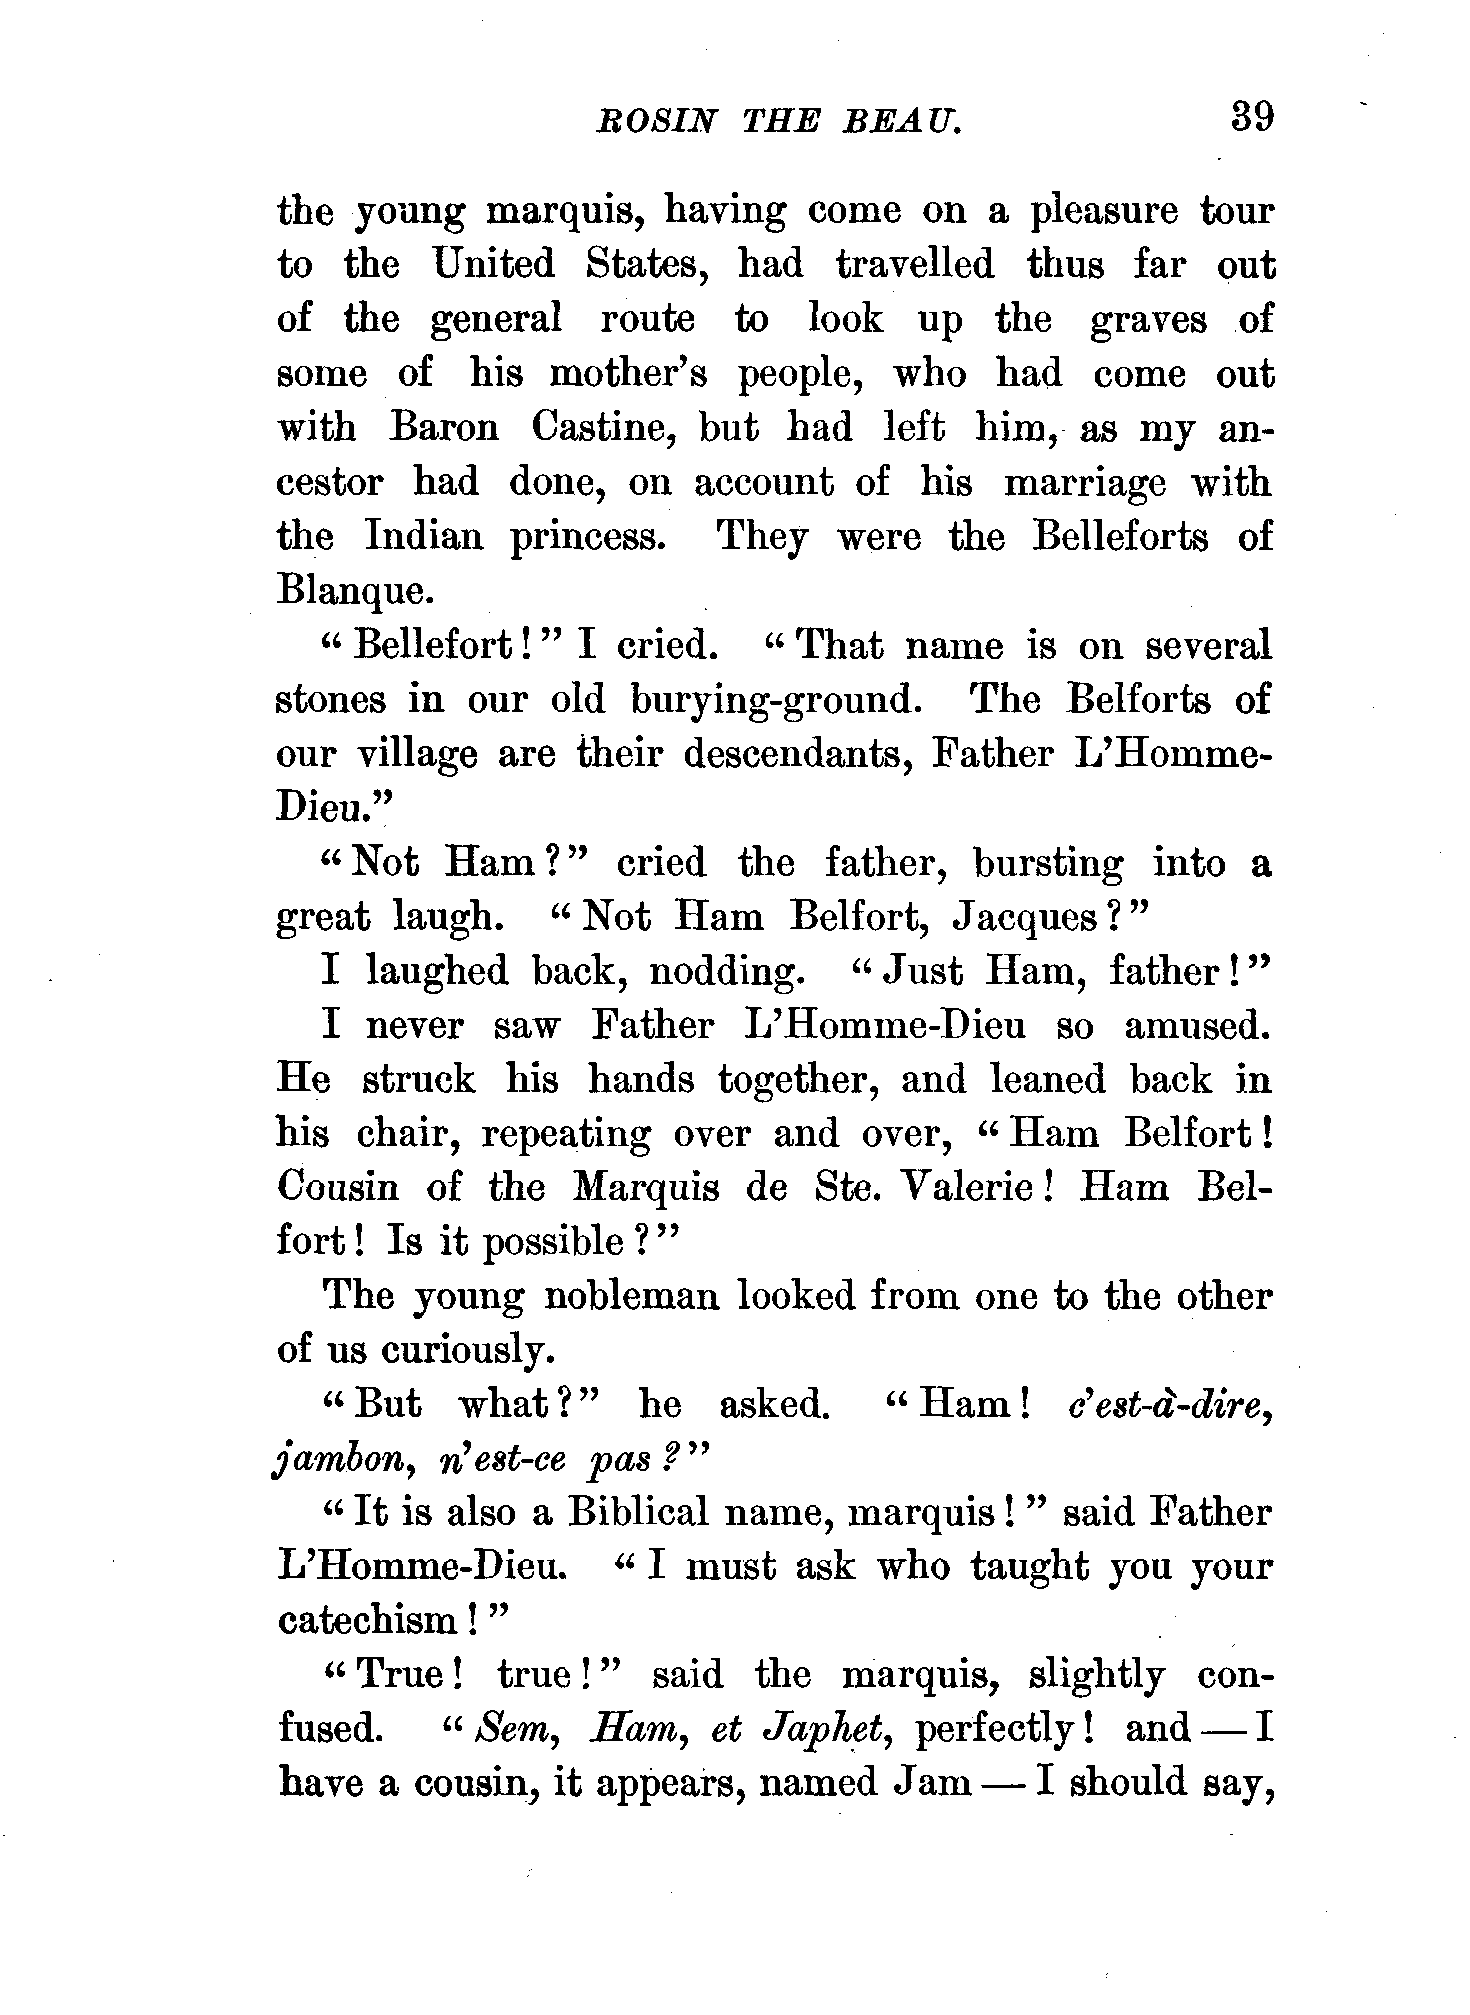 ROSIN THE BEAU. 39
the young marquis, having come on a pleasure tour
to the United States, had travelled thus far out
of the general route to look up the graves of
some of his mother's people, who had come out
with Baron Castine, but had left him, as my an-
cestor had done, on account of his marriage with
the Indian princess. They were the Belleforts of
Blanque.
“Bellefort!” I cried. “That name is on several
stones in our old burying-ground. The Belforts of
our village are their descendants, Father L'Homme-
Dieu.”
“Not Ham?” cried the father, bursting into a
great laugh. “Not Ham Belfort, Jacques?”
I laughed back, nodding. “Just Ham, father!”
I never saw Father L'Homme-Dieu so amused.
He struck his hands together, and leaned back in
his chair, repeating over and over, “Ham Belfort!
Cousin of the Marquis de Ste. Valerie! Ham Bel-
fort! Is it possible?”
The young nobleman looked from one to the other
of us curiously.
“But what?” he asked. “Ham! c'est-à-dire,
jambon, n'est-ce pas?”
“It is also a Biblical name, marquis!” said Father
L'Homme-Dieu. “I must ask who taught you your
catechism!”
“True! true!” said the marquis, slightly con-
fused. “Sem, Ham, et Japhet, perfectly! and — I
have a cousin, it appears, named Jam — I should say,